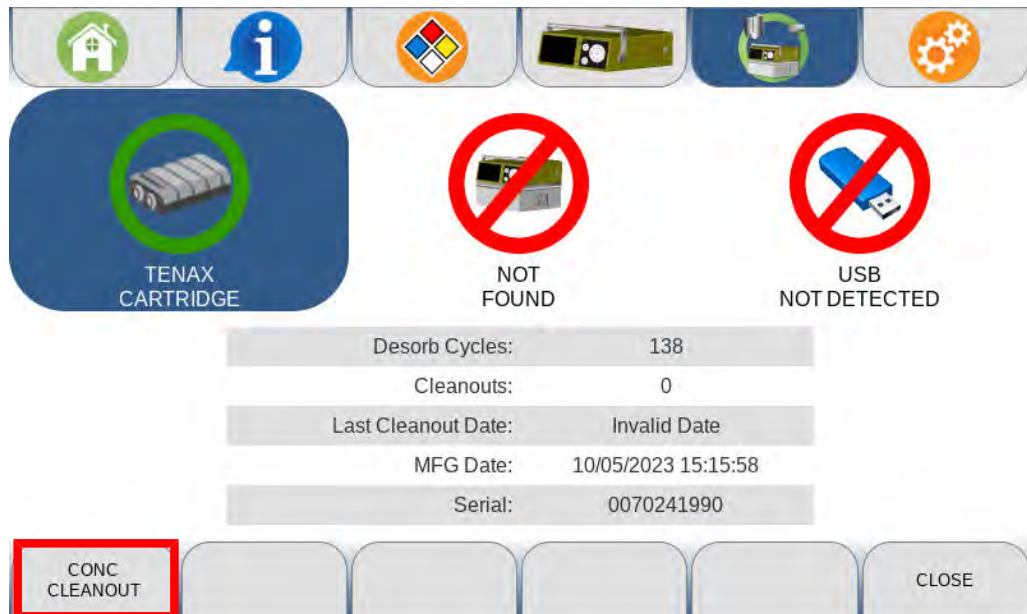 TENAX
CARTRIDGE
NOT
FOUND
USB
NOT DETECTED
Desorb Cycles: 138
Cleanouts: 0
Last Cleanout Date: Invalid Date
MFG Date: 10/05/2023 15:15:58
Serial: 0070241990
CONC
CLEANOUT
CLOSE